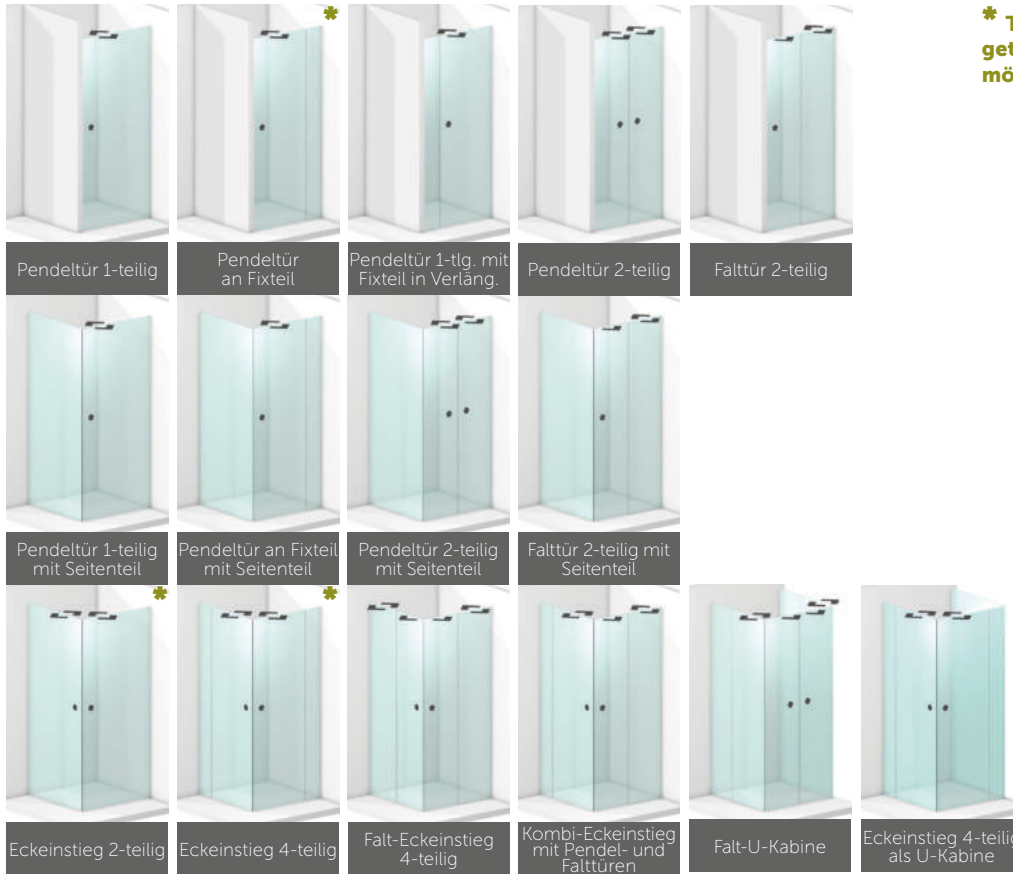 *
* 
Pendeltür 1-teilig
Pendeltür
an Fixteil
Pendeltür 1-tlg. mit
Fixteil in Verläng.
Pendeltür 2-teilig
Falttür 2-teilig
Pendeltür 1-teilig
mit Seitenteil
Pendeltür an Fixteil
mit Seitenteil
Pendeltür 2-teilig
mit Seitenteil
Falttür 2-teilig mit
Seitenteil
*
*
Eckeinstieg 2-teilig
Eckeinstieg 4-teilig
Falt-Eckeinstieg
4-teilig
Kombi-Eckeinstieg
mit Pendel- und
Falttüren
Falt-U-Kabine
Eckeinstieg 4-teilig
als U-Kabine